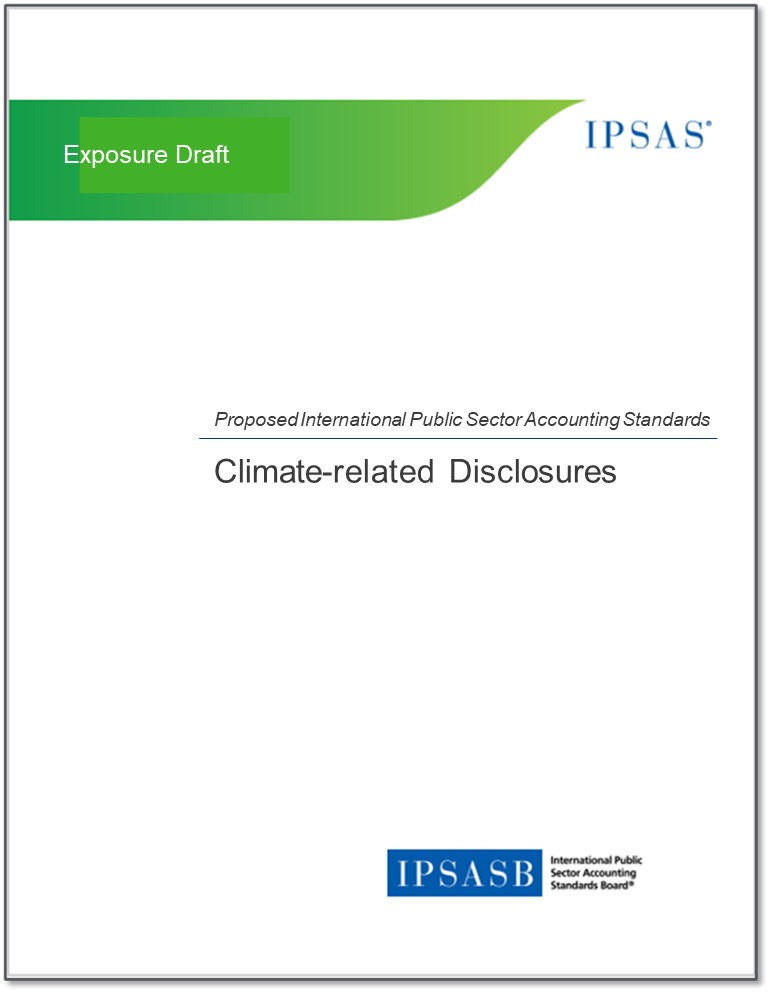 Exposure Draft
IPSAS®
Proposed International Public Sector Accounting Standards
Climate-related Disclosures
IPSASB
International Public
Sector Accounting
Standards Board®